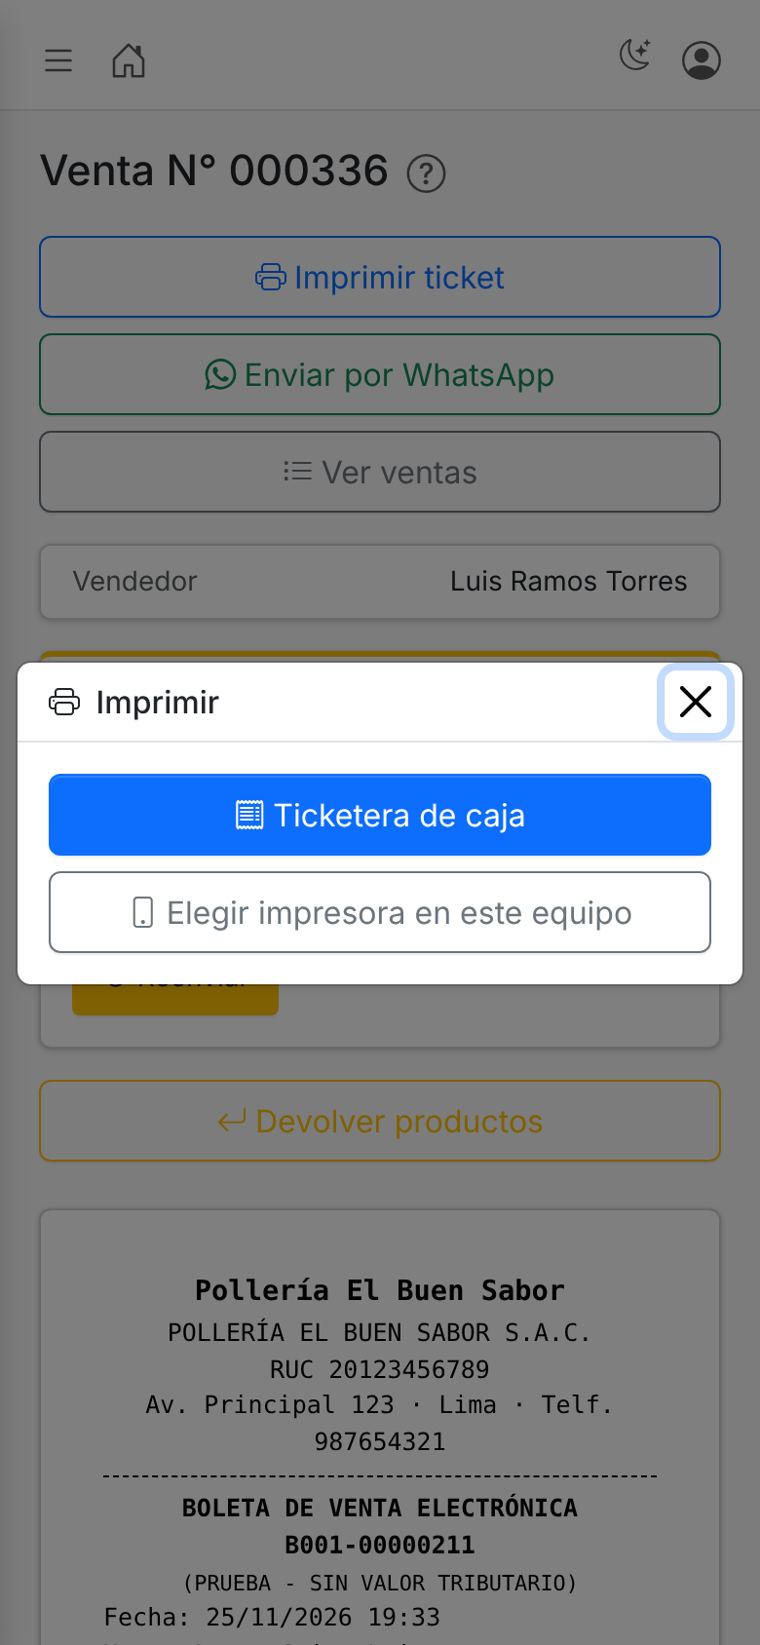 Venta N° 000336 ?
Imprimir ticket
Enviar por WhatsApp
Ver ventas
Vendedor Luis Ramos Torres
Imprimir
Ticketera de caja
Elegir impresora en este equipo
Devolver productos
Pollería El Buen Sabor
POLLERÍA EL BUEN SABOR S.A.C.
RUC 20123456789
Av. Principal 123 · Lima · Telf.
987654321
BOLETA DE VENTA ELECTRÓNICA
B001-00000211
(PRUEBA - SIN VALOR TRIBUTARIO)
Fecha: 25/11/2026 19:33